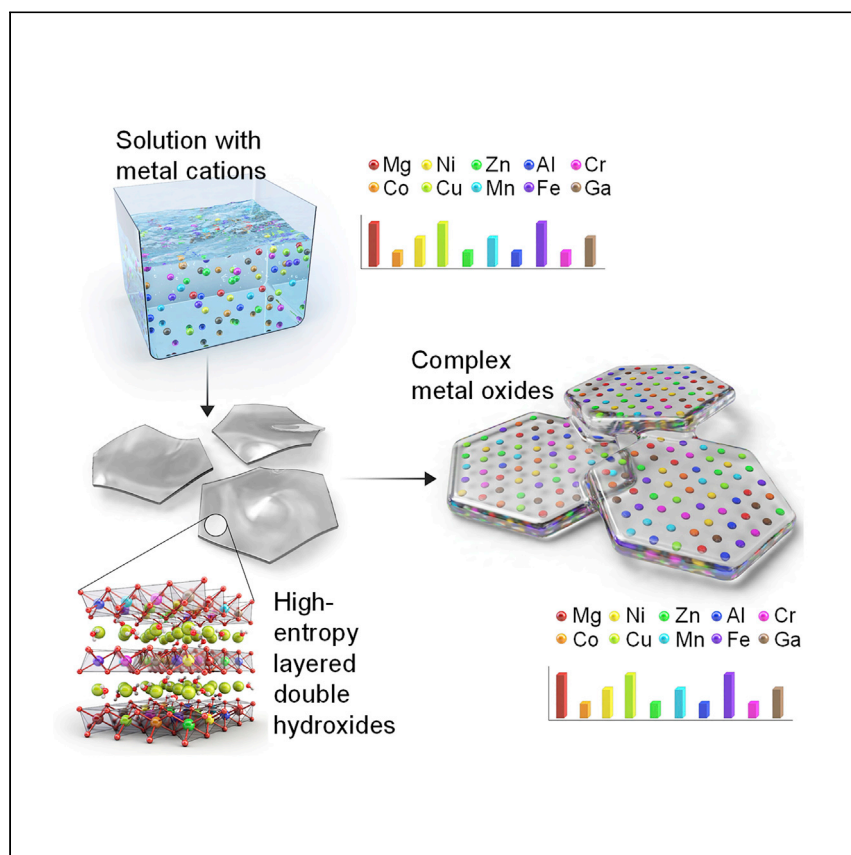 Solution with
metal cations
Mg Ni Zn Al Cr
Co Cu Mn Fe Ga
Complex
metal oxides
High-
entropy
layered
double
hydroxides
Mg Ni Zn Al Cr
Co Cu Mn Fe Ga